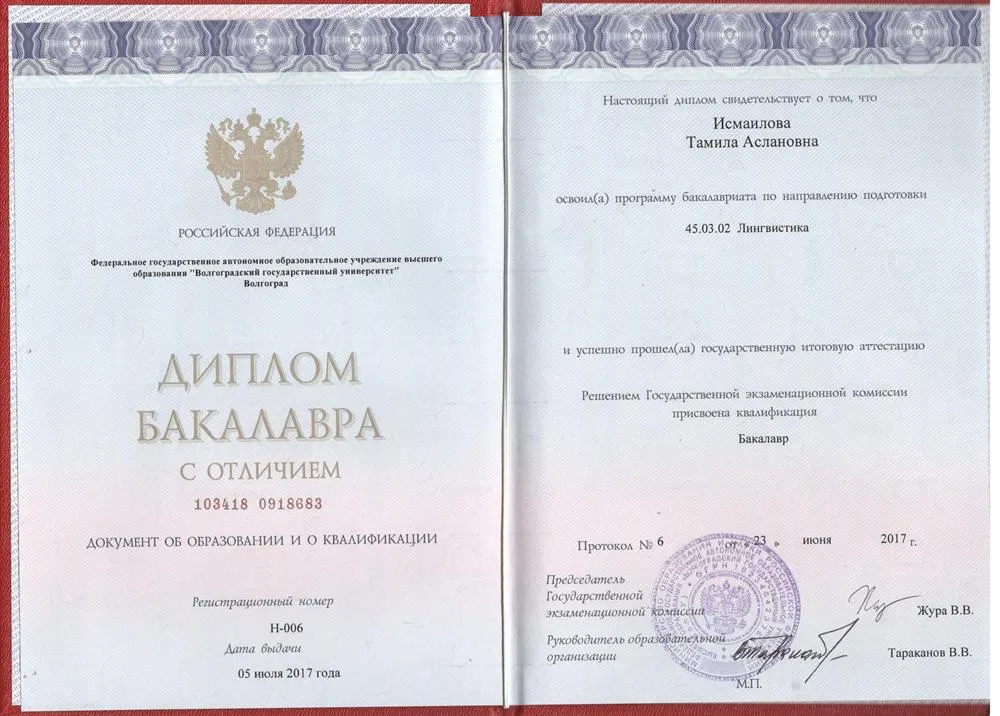 РОССИЙСКАЯ ФЕДЕРАЦИЯ
Федеральное государственное автономное образовательное учреждение высшего
образования "Волгоградский государственный университет"
Волгоград
ДИПЛОМ
БАКАЛАВРА
С ОТЛИЧИЕМ
103418 0918683
ДОКУМЕНТ ОБ ОБРАЗОВАНИИ И О КВАЛИФИКАЦИИ
Регистрационный номер
Н-006
Дата выдачи
05 июля 2017 года
Настоящий диплом свидетельствует о том, что
Исмаилова
Тамила Аслановна
освоил(а) программу бакалавриата по направлению подготовки
45.03.02 Лингвистика
и успешно прошел(ла) государственную итоговую аттестацию
Решением Государственной экзаменационной комиссии
присвоена квалификация
Бакалавр
Протокол № 6 от « 23 » июня 2017 г.
Председатель
Государственной
экзаменационной комиссии
Жура В.В.
Руководитель образовательной
организации
Тараканов В.В.
М.П.